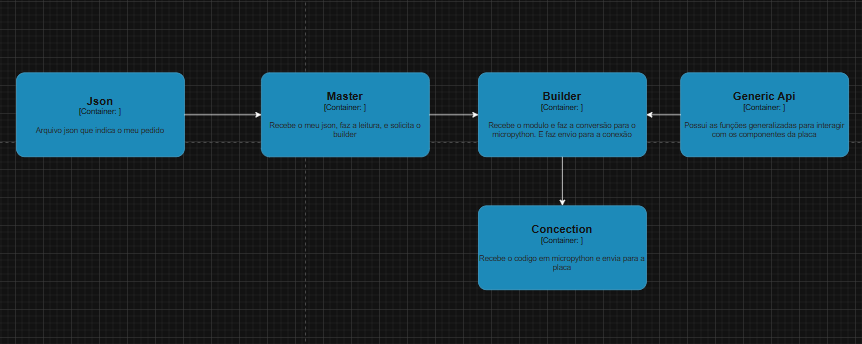 Json
[Container: ]
Arquivo json que indica o meu pedido
Master
[Container: ]
Recebe o meu json, faz a leitura, e solicita o
builder
Builder
[Container: ]
Recebe o modulo e faz a conversão para o
micropython. E faz envio para a conexão
Generic Api
[Container: ]
Possui as funções generalizadas para interagir
com os componentes da placa
Concection
[Container: ]
Recebe o codigo em micropython e envia para a
placa